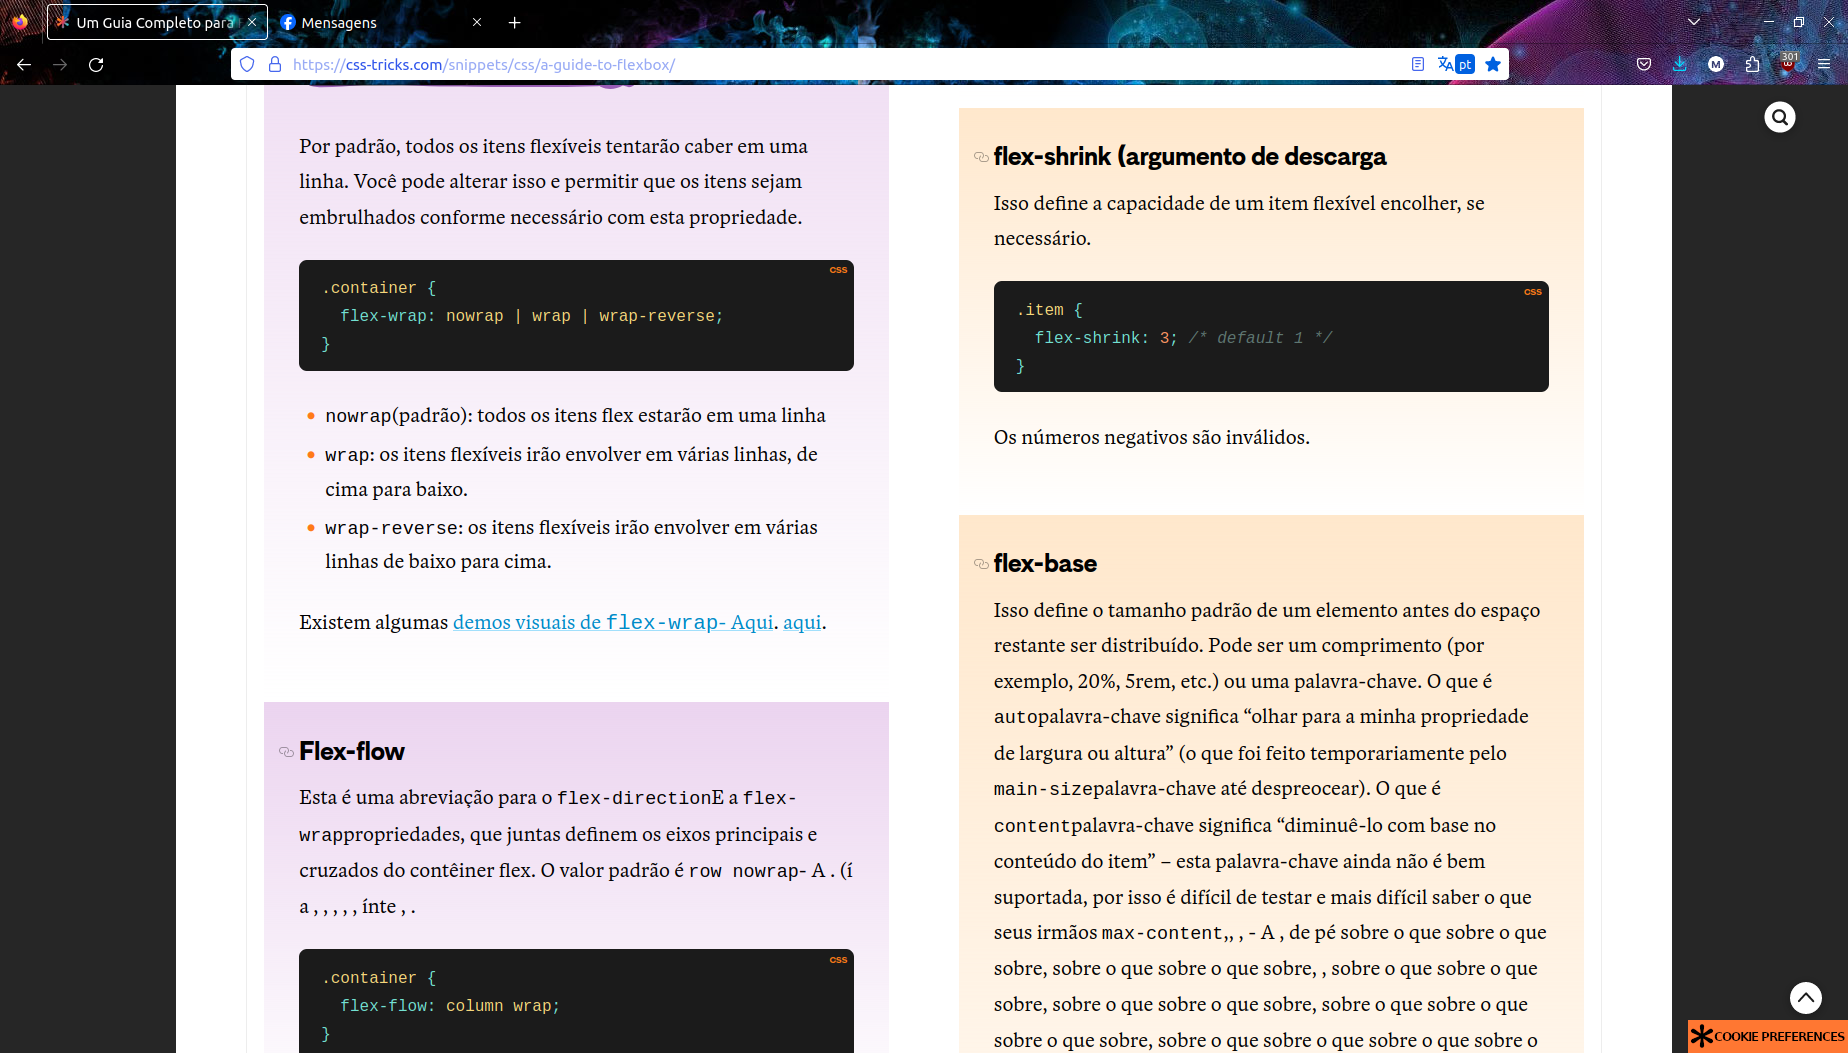 Um Guia Completo para
Mensagens
https://css-tricks.com/snippets/css/a-guide-to-flexbox/
pt
M
301
Por padrão, todos os itens flexíveis tentarão caber em uma
linha. Você pode alterar isso e permitir que os itens sejam
embrulhados conforme necessário com esta propriedade.
CSS
.container {
flex-wrap: nowrap | wrap | wrap-reverse;
}
nowrap(padrão): todos os itens flex estarão em uma linha
wrap: os itens flexíveis irão envolver em várias linhas, de
cima para baixo.
wrap-reverse: os itens flexíveis irão envolver em várias
linhas de baixo para cima.
Existem algumas demos visuais de flex-wrap- Aqui. aqui.
Flex-flow
Esta é uma abreviação para o flex-directionE a flex-
wrappropriedades, que juntas definem os eixos principais e
cruzados do contêiner flex. O valor padrão é row nowrap- A . (í
a , , , , , ínte , .
CSS
.container {
flex-flow: column wrap;
}
flex-shrink (argumento de descarga
Isso define a capacidade de um item flexível encolher, se
necessário.
CSS
.item {
flex-shrink: 3; /* default 1 */
}
Os números negativos são inválidos.
flex-base
Isso define o tamanho padrão de um elemento antes do espaço
restante ser distribuído. Pode ser um comprimento (por
exemplo, 20%, 5rem, etc.) ou uma palavra-chave. O que é
autopalavra-chave significa “olhar para a minha propriedade
de largura ou altura” (o que foi feito temporariamente pelo
main-sizepalavra-chave até despreocear). O que é
contentpalavra-chave significa “diminuê-lo com base no
conteúdo do item” – esta palavra-chave ainda não é bem
suportada, por isso é difícil de testar e mais difícil saber o que
seus irmãos max-content,, , - A , de pé sobre o que sobre o que
sobre, sobre o que sobre o que sobre, , sobre o que sobre o que
sobre, sobre o que sobre o que sobre, sobre o que sobre o que
sobre o que sobre, sobre o que sobre o que sobre o que sobre o
COOKIE PREFERENCES